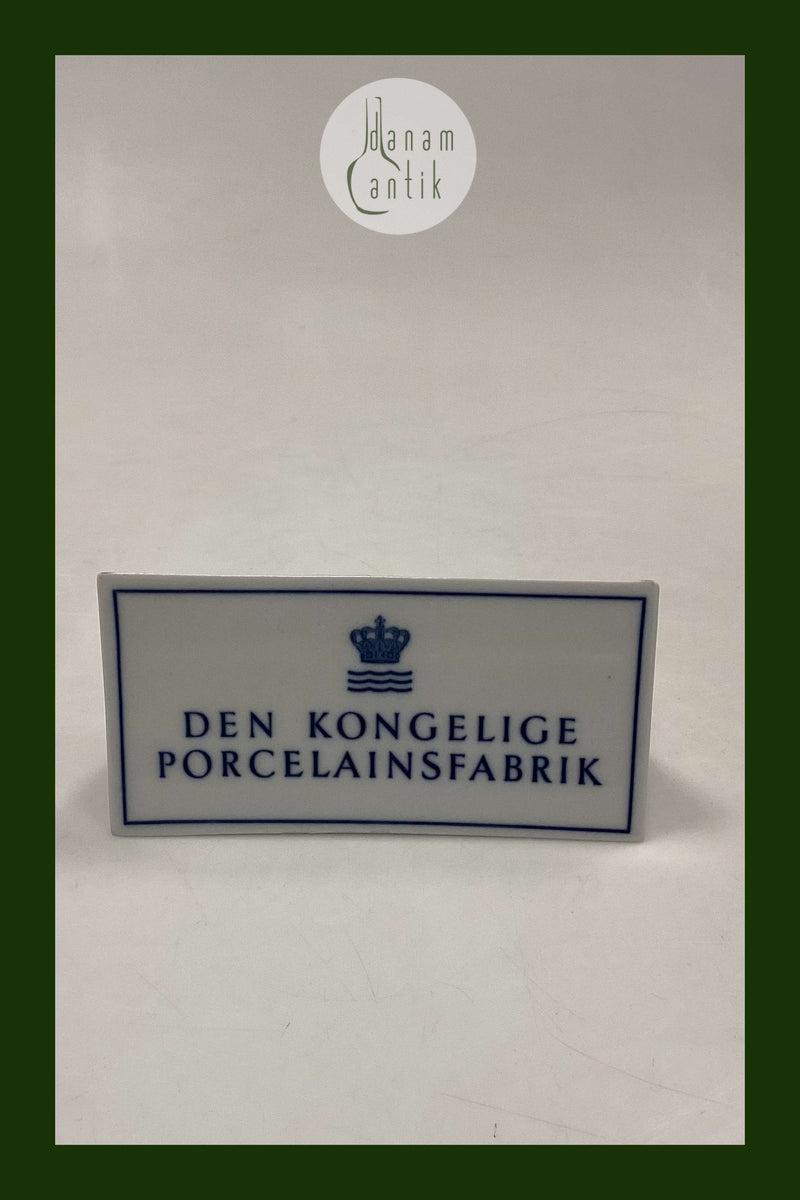 danam
antik
DEN KONGELIGE
PORCELAINSFABRIK